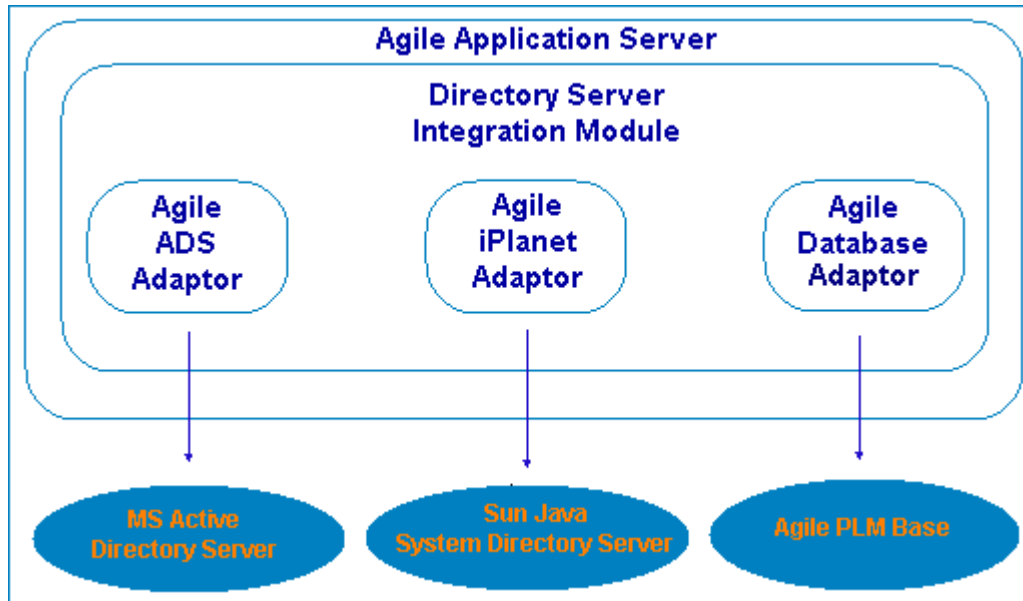 Agile Application Server
Directory Server
Integration Module
Agile
ADS
Adaptor
Agile
iPlanet
Adaptor
Agile
Database
Adaptor
MS Active
Directory Server
Sun Java
System Directory Server
Agile PLM Base